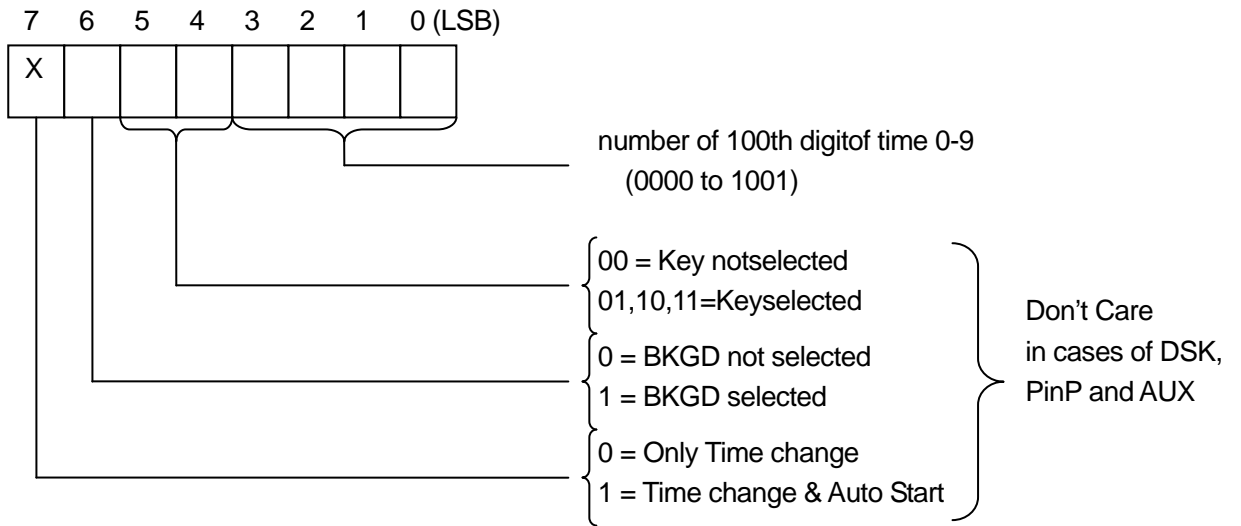 7 6 5 4 3 2 1 0 (LSB)
X
number of 100th digitof time 0-9
(0000 to 1001)
00 = Key notselected
01,10,11=Keyselected
0 = BKGD not selected
1 = BKGD selected
0 = Only Time change
1 = Time change & Auto Start
Don’t Care
in cases of DSK,
PinP and AUX